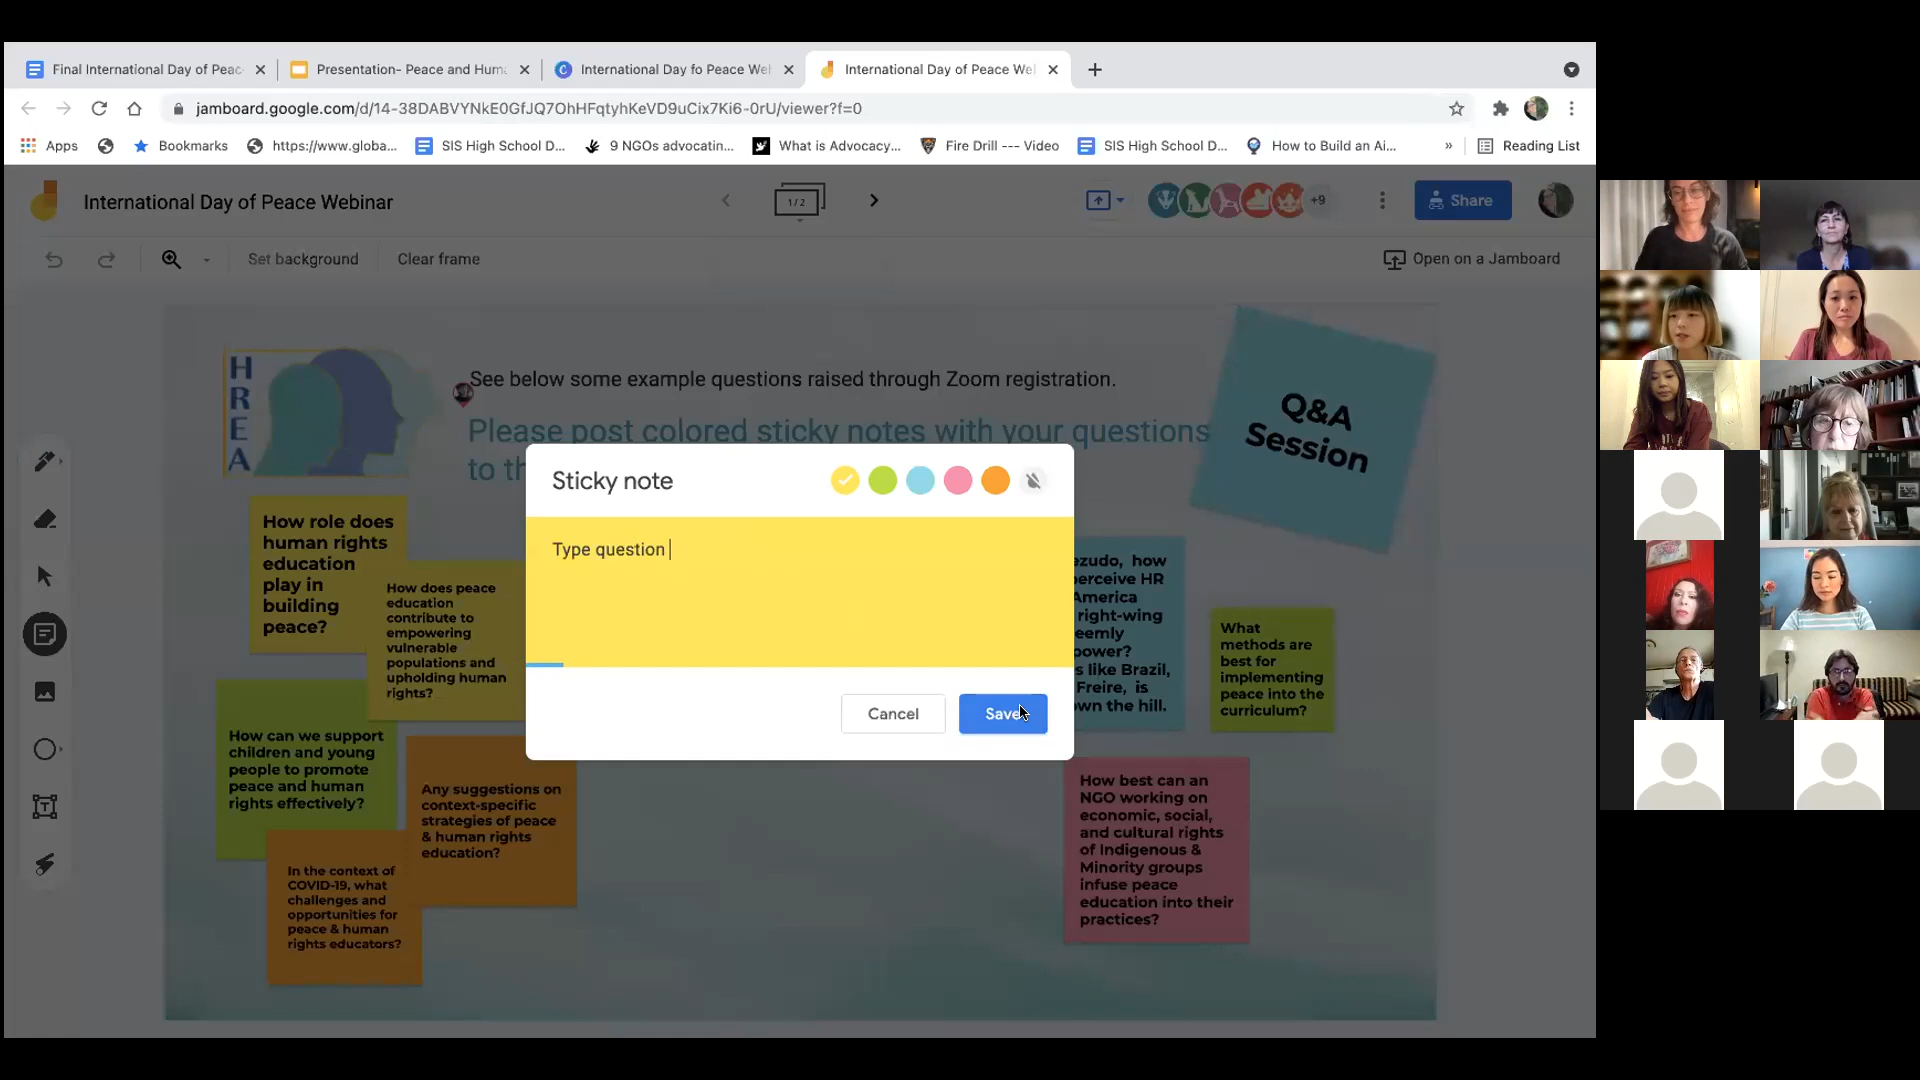 Final International Day of Peac
Presentation- Peace and Huma
International Day fo Peace We
International Day of Peace We
jamboard.google.com/d/14-38DABVYNkE0GfJQ7OhHFqtyhKeVD9uCix7Ki6-0rU/viewer?f=0
Apps
Bookmarks
https://www.globa...
SIS High School D...
9 NGOs advocatin...
What is Advocacy...
Fire Drill --- Video
SIS High School D...
How to Build an Ai...
»
Reading List
International Day of Peace Webinar
1/2
+9
Share
Set background
Clear frame
Open on a Jamboard
HREA
See below some example questions raised through Zoom registration.
Please post colored sticky notes with your questions
to th
Q&A
Session
Sticky note
Type question
Cancel
Save
How role does
human rights
education
play in
building
peace?
How does peace
education
contribute to
empowering
vulnerable
populations and
upholding human
rights?
How can we support
children and young
people to promote
peace and human
rights effectively?
Any suggestions on
context-specific
strategies of peace
& human rights
education?
In the context of
COVID-19, what
challenges and
opportunities for
peace & human
rights educators?
ezudo, how
perceive HR
America
right-wing
eemly
power?
s like Brazil,
Freire, is
wn the hill.
What
methods are
best for
implementing
peace into the
curriculum?
How best can an
NGO working on
economic, social,
and cultural rights
of Indigenous &
Minority groups
infuse peace
education into their
practices?